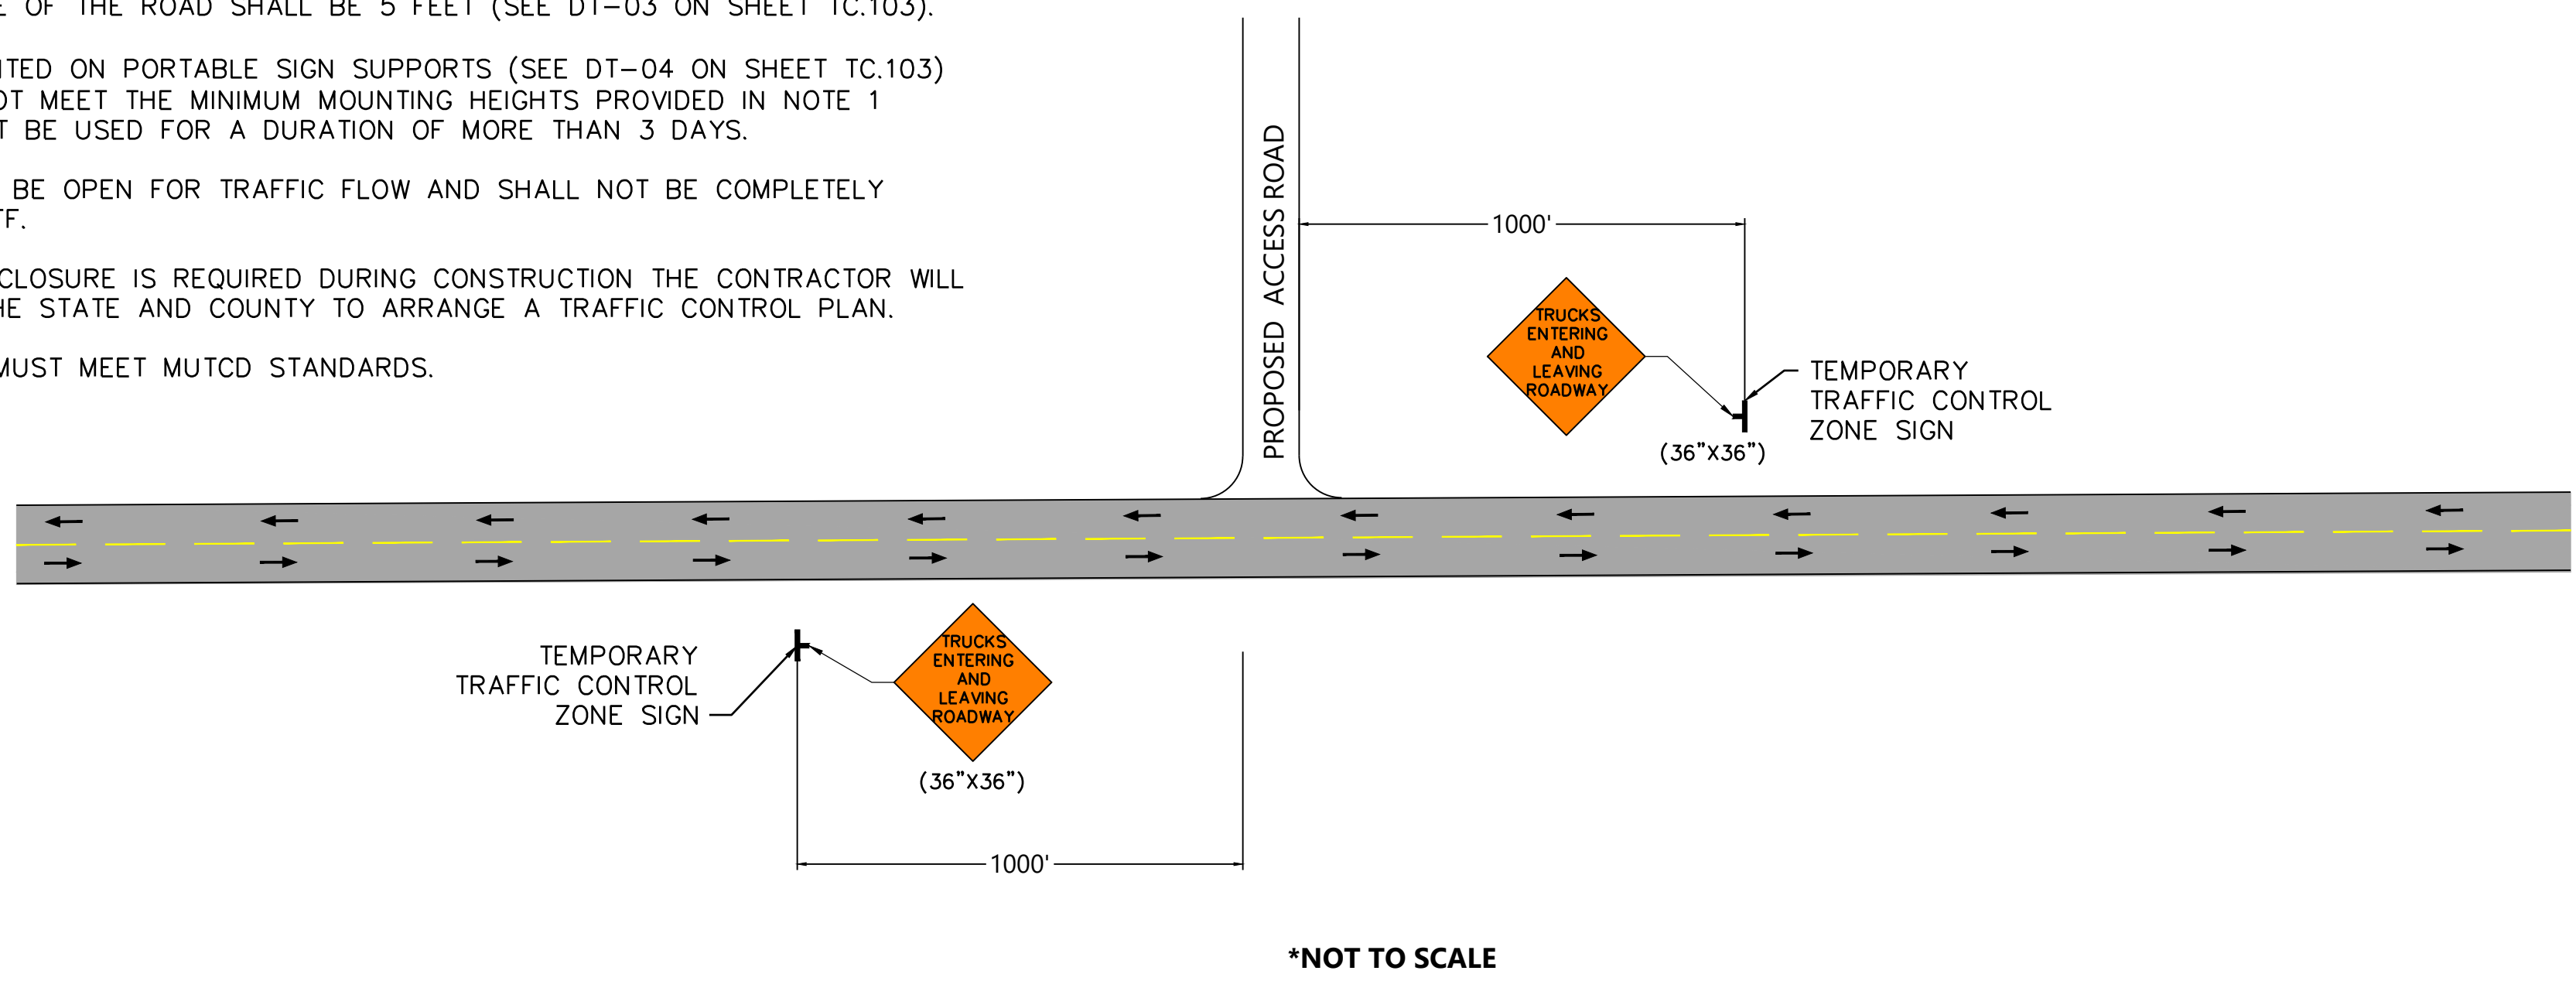 OF THE ROAD SHALL BE 5 FEET (SEE DT-03 ON SHEET TC.103).
ON PORTABLE SIGN SUPPORTS (SEE DT-04 ON SHEET TC.103)
MEET THE MINIMUM MOUNTING HEIGHTS PROVIDED IN NOTE 1
BE USED FOR A DURATION OF MORE THAN 3 DAYS.
BE OPEN FOR TRAFFIC FLOW AND SHALL NOT BE COMPLETELY
CLOSURE IS REQUIRED DURING CONSTRUCTION THE CONTRACTOR WILL
STATE AND COUNTY TO ARRANGE A TRAFFIC CONTROL PLAN.
MUST MEET MUTCD STANDARDS.
PROPOSED ACCESS ROAD
1000'
TRUCKS
ENTERING
AND
LEAVING
ROADWAY
(36"X36")
TEMPORARY
TRAFFIC CONTROL
ZONE SIGN
TEMPORARY
TRAFFIC CONTROL
ZONE SIGN
TRUCKS
ENTERING
AND
LEAVING
ROADWAY
(36"X36")
1000'
*NOT TO SCALE